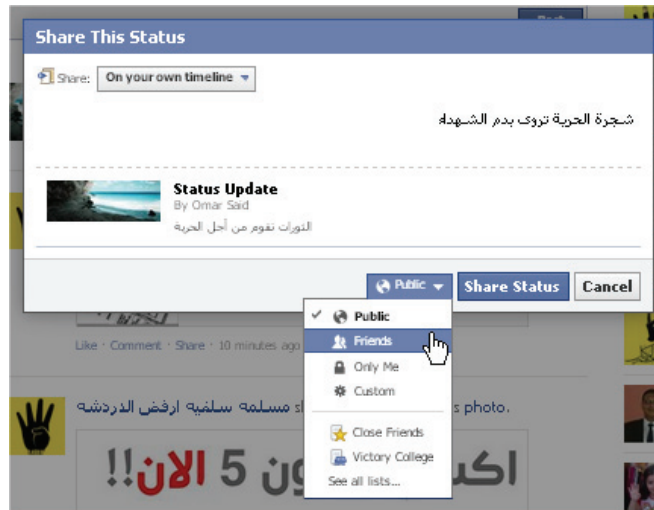 Share This Status
Share: On your own timeline
شجرة الحرية تروى بدم الشهداء
Status Update
By Omar Said
الثورات تقوم من أجل الحرية
Public Share Status Cancel
Public
Like · Comment · Share · 10 minutes ago
Friends
Only Me
Custom
مسلمه سلفيه ارفض الدردشه s photo.
Close Friends
Victory College
See all lists...
5 الان!!